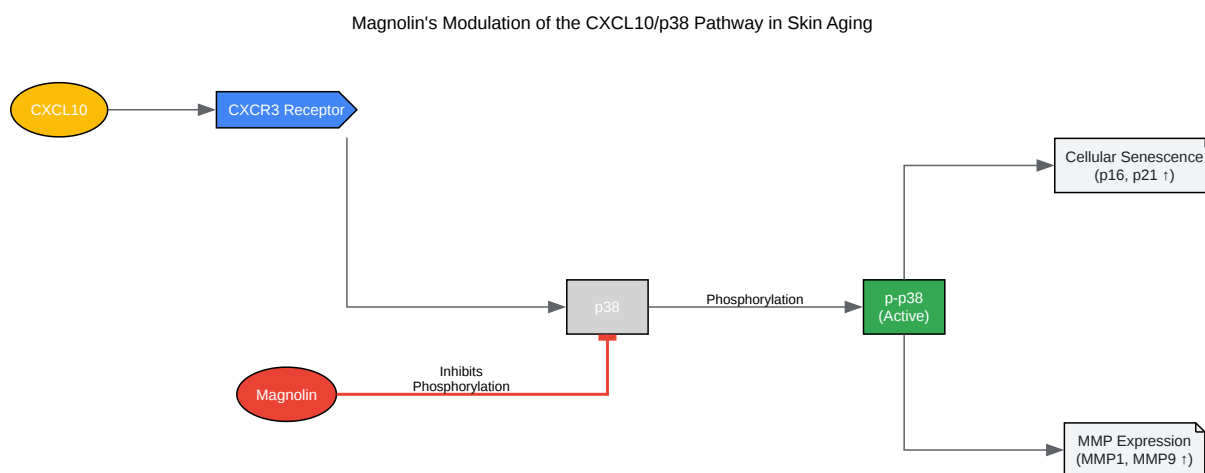 Magnolin's Modulation of the CXCL10/p38 Pathway in Skin Aging
CXCL10
CXCR3 Receptor
Cellular Senescence
(p16, p21 ↑)
p38
Phosphorylation
p-p38
(Active)
Magnolin
Inhibits
Phosphorylation
MMP Expression
(MMP1, MMP9 ↑)